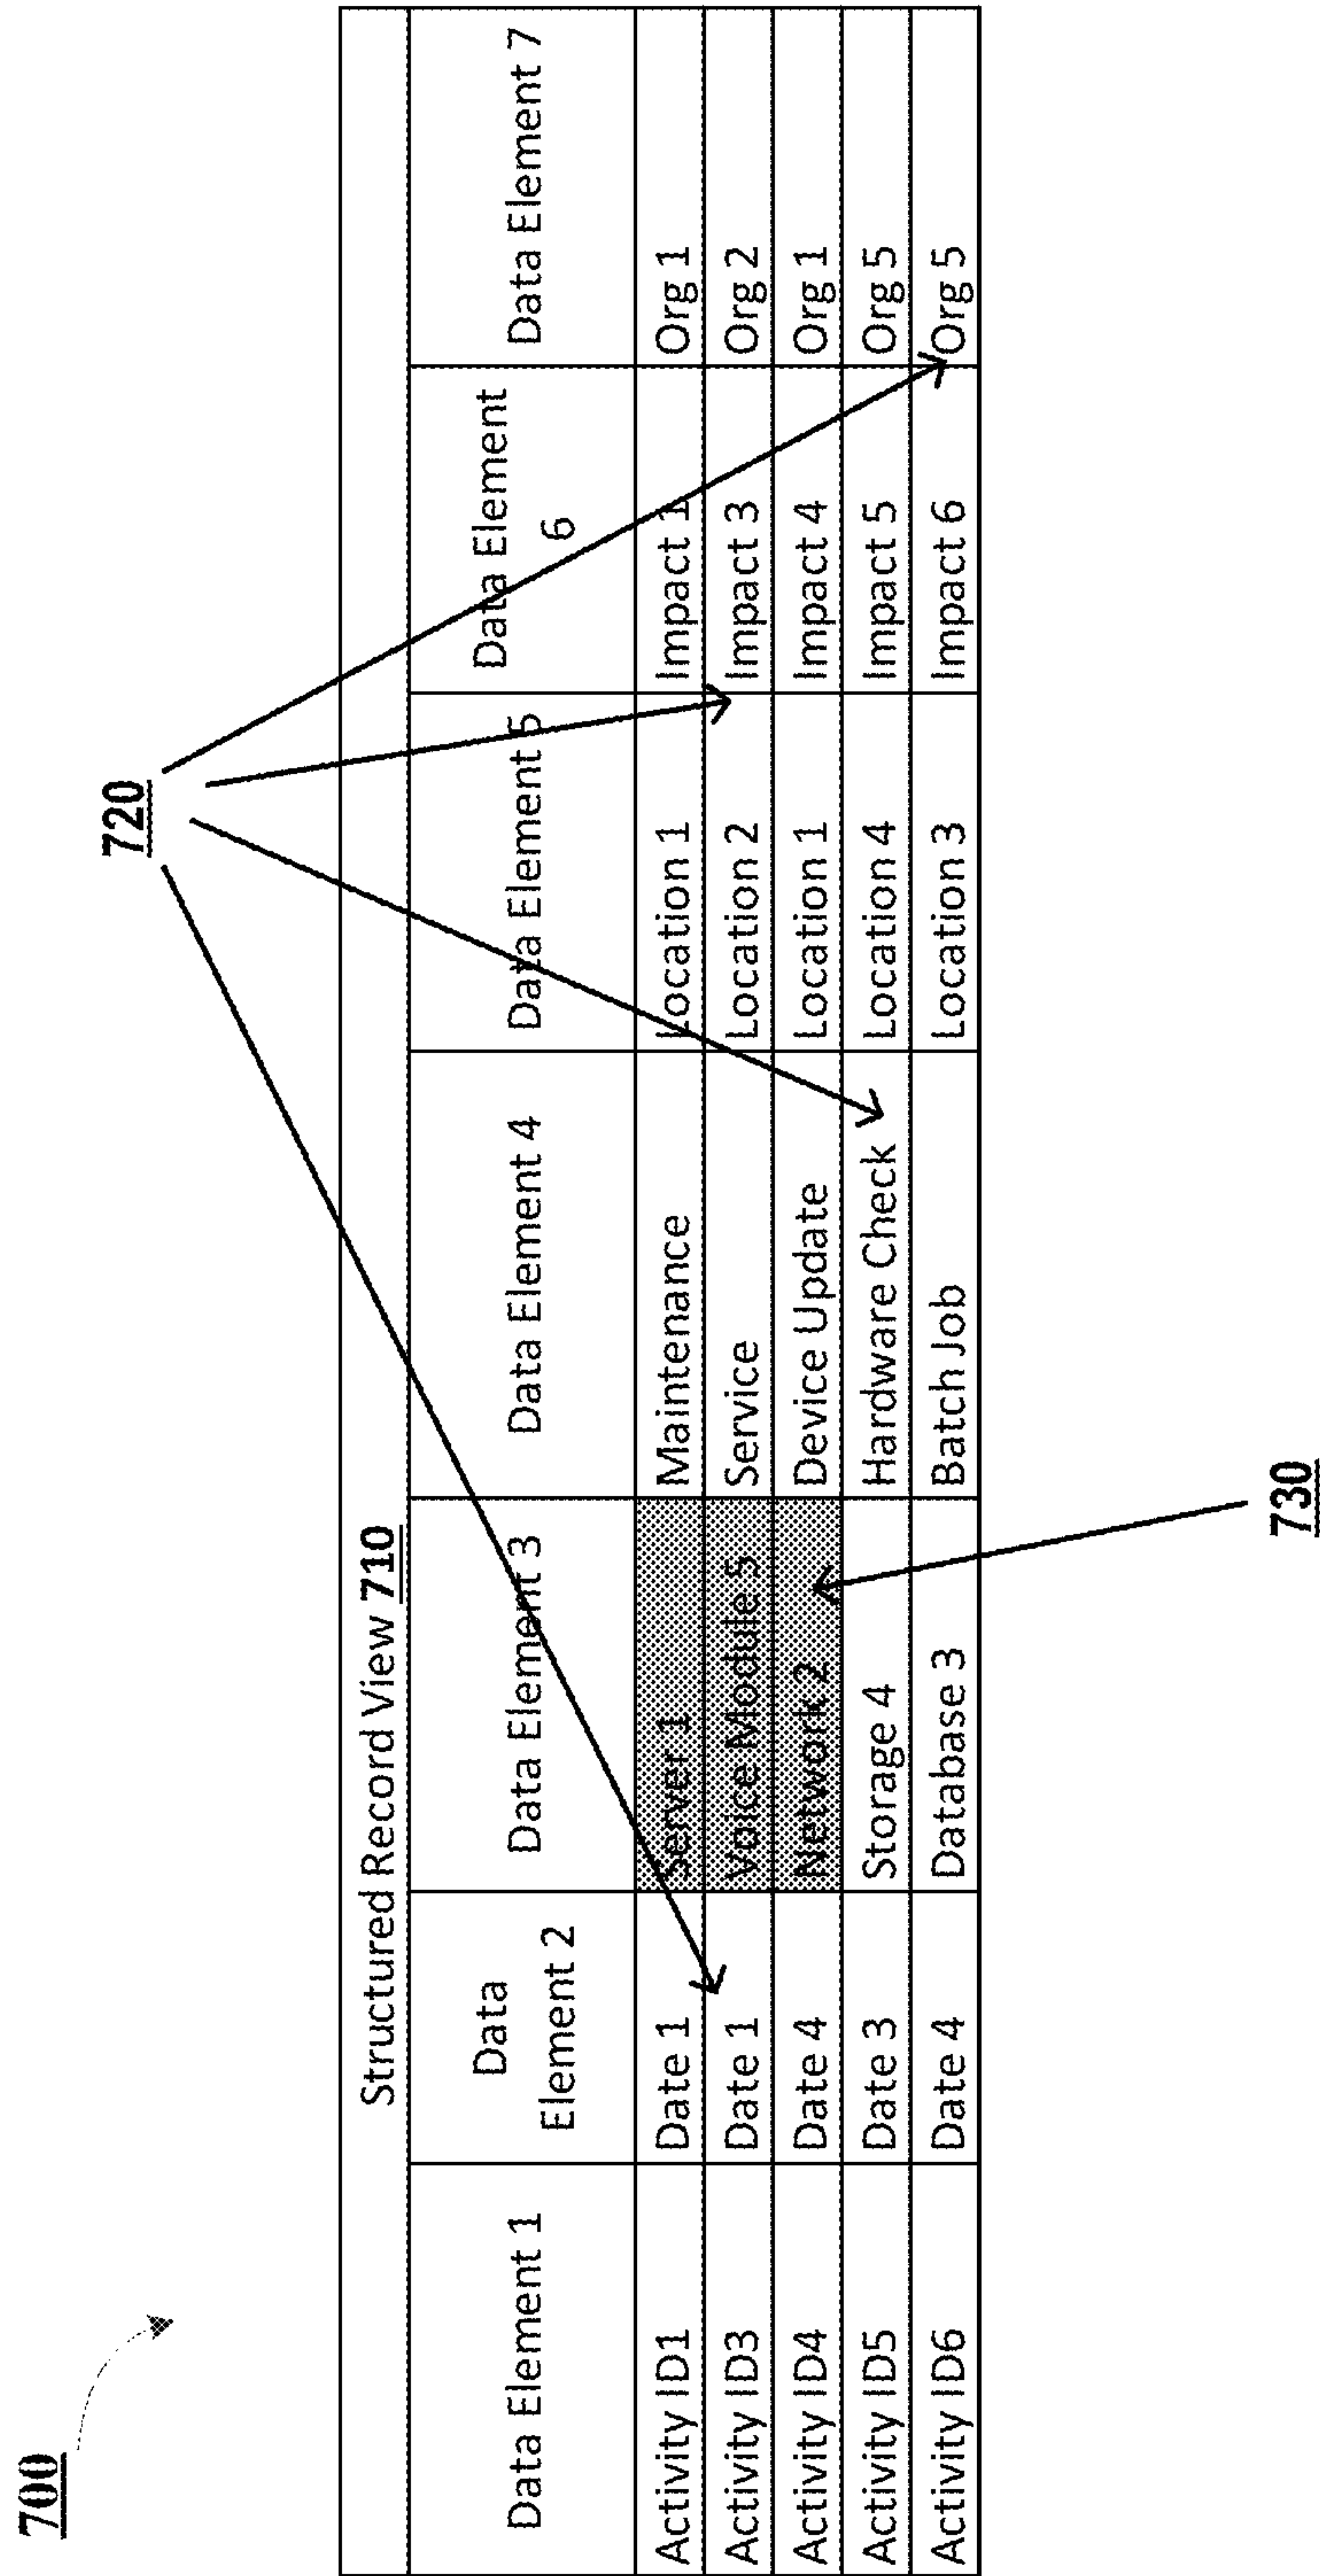 700
720
Structured Record View 710
Data Element 1 Data Element 2 Data Element 3 Data Element 4 Data Element 5 Data Element 6 Data Element 7
Activity ID1 Date 1 Server 1 Maintenance Location 1 Impact 1 Org 1
Activity ID3 Date 1 Voice Module 5 Service Location 2 Impact 3 Org 2
Activity ID4 Date 4 Network 2 Device Update Location 1 Impact 4 Org 1
Activity ID5 Date 3 Storage 4 Hardware Check Location 4 Impact 5 Org 5
Activity ID6 Date 4 Database 3 Batch Job Location 3 Impact 6 Org 5
730